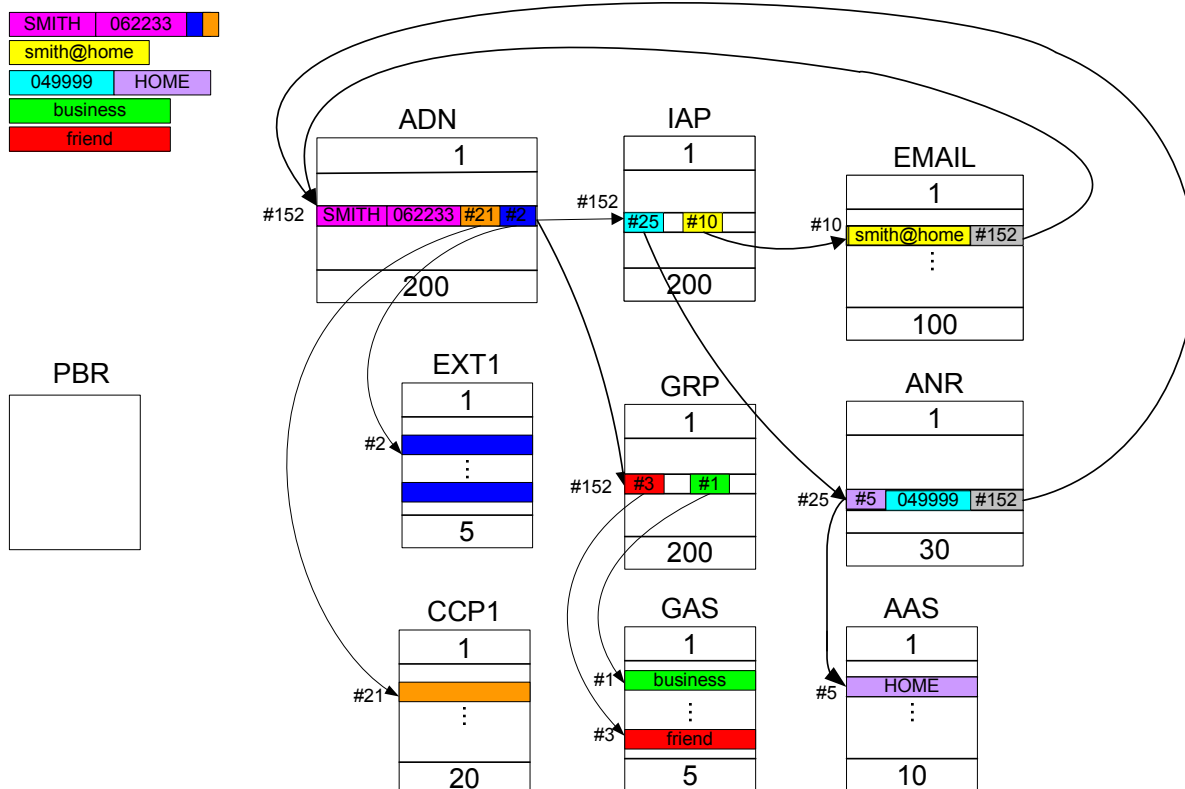 SMITH 062233
smith@home
049999 HOME
business
friend
ADN
1
#152 SMITH 062233 #21 #2
200
IAP
1
#152
#25 #10
200
EMAIL
1
#10
smith@home #152
⋮
100
PBR
EXT1
1
#2
⋮
5
GRP
1
#152 #3 #1
200
ANR
1
#25 #5 049999 #152
30
CCP1
1
#21
⋮
20
GAS
1
#1 business
⋮
#3 friend
5
AAS
1
#5 HOME
⋮
10